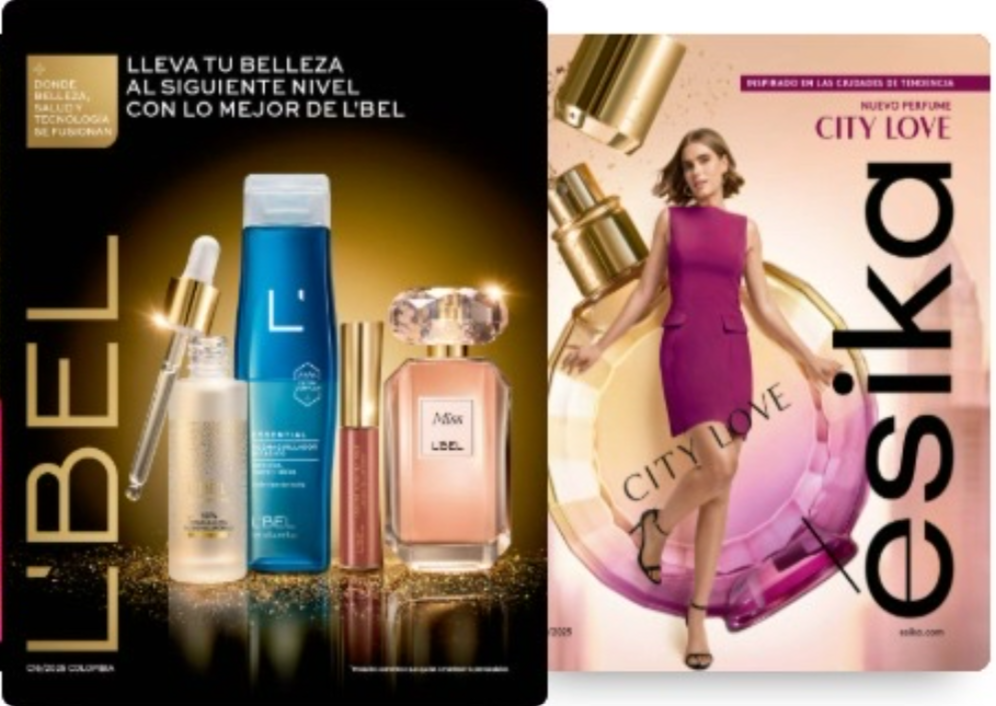 DONDE
BELLEZA,
SALUD Y
TECNOLOGÍA
SE FUSIONAN
LLEVA TU BELLEZA
AL SIGUIENTE NIVEL
CON LO MEJOR DE L'BEL
L'BEL
L'
ESSENTIAL
L'BEL
Miss
L'BEL
COLOMBIA
INSPIRADO EN LAS CIUDADES DE TENDENCIA
NUEVO PERFUME
CITY LOVE
CITY LOVE
ésika
/2025
esika.com